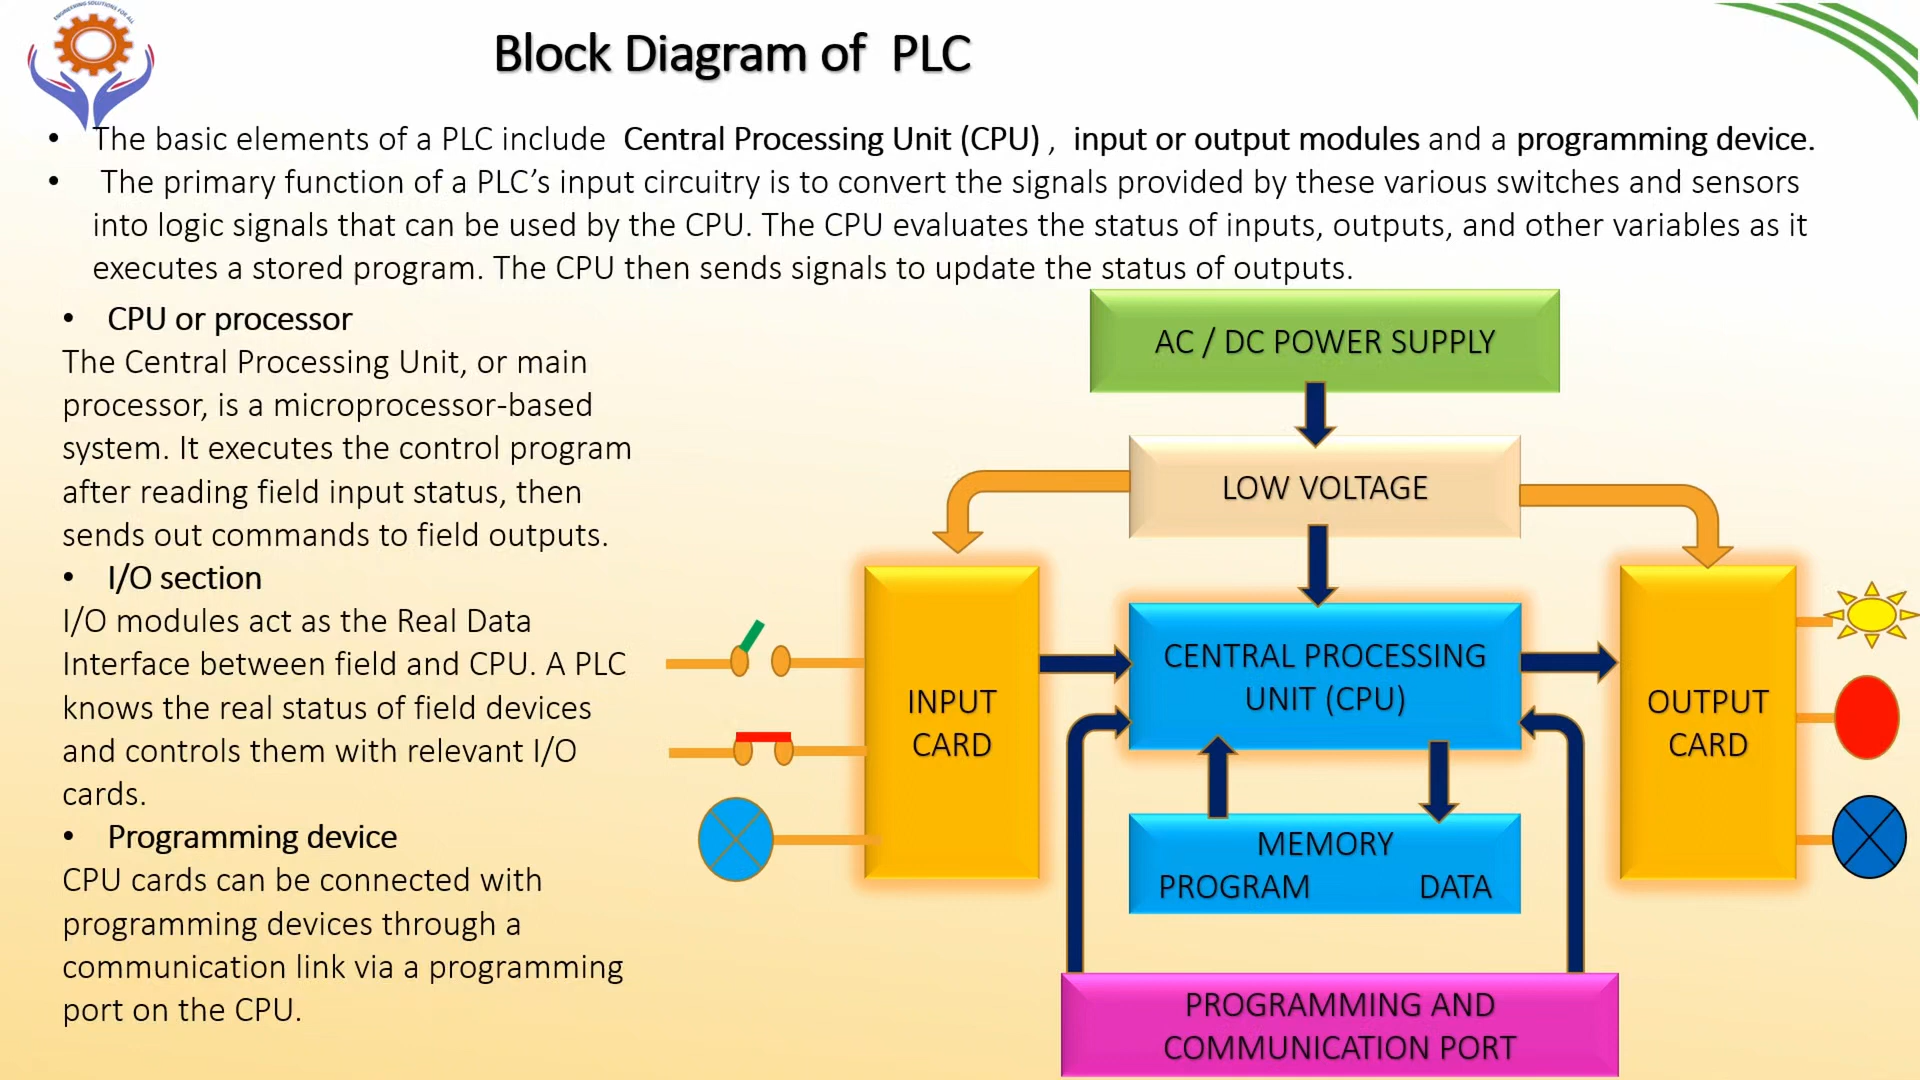 ENGINEERING SOLUTIONS FOR ALL
Block Diagram of PLC
• The basic elements of a PLC include Central Processing Unit (CPU) , input or output modules and a programming device.
• The primary function of a PLC’s input circuitry is to convert the signals provided by these various switches and sensors
into logic signals that can be used by the CPU. The CPU evaluates the status of inputs, outputs, and other variables as it
executes a stored program. The CPU then sends signals to update the status of outputs.
• CPU or processor
The Central Processing Unit, or main
processor, is a microprocessor-based
system. It executes the control program
after reading field input status, then
sends out commands to field outputs.
• I/O section
I/O modules act as the Real Data
Interface between field and CPU. A PLC
knows the real status of field devices
and controls them with relevant I/O
cards.
• Programming device
CPU cards can be connected with
programming devices through a
communication link via a programming
port on the CPU.
AC / DC POWER SUPPLY
LOW VOLTAGE
INPUT
CARD
CENTRAL PROCESSING
UNIT (CPU)
OUTPUT
CARD
MEMORY
PROGRAM DATA
PROGRAMMING AND
COMMUNICATION PORT